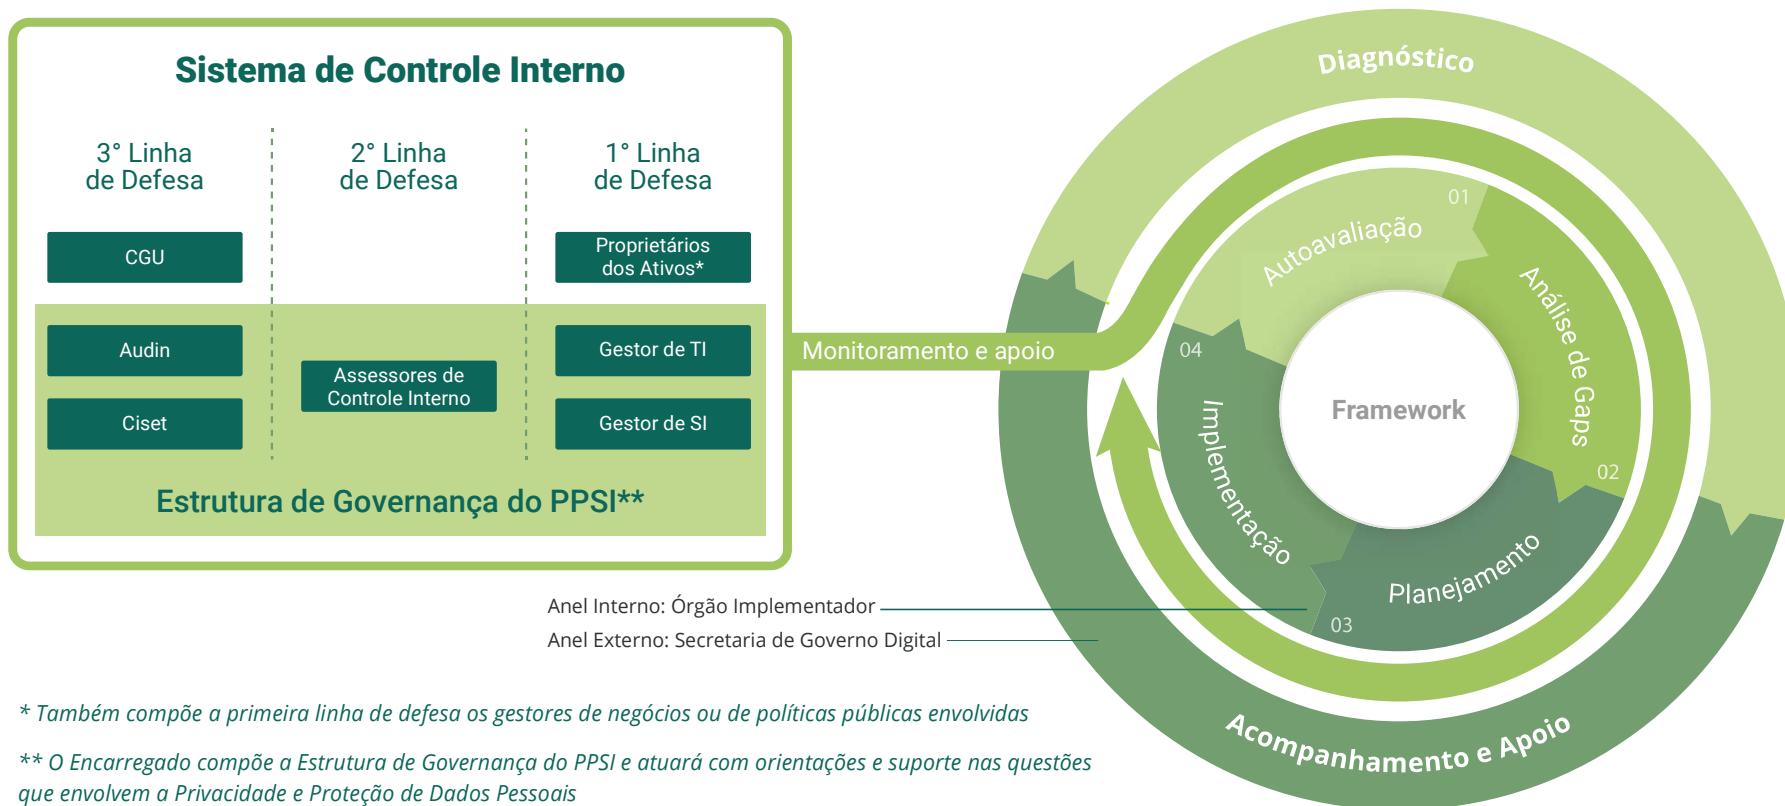 Sistema de Controle Interno
3° Linha
de Defesa
2° Linha
de Defesa
1° Linha
de Defesa
CGU
Proprietários
dos Ativos*
Audin
Ciset
Assessores de
Controle Interno
Gestor de TI
Gestor de SI
Estrutura de Governança do PPSI**
Monitoramento e apoio
Diagnóstico
Autoavaliação
01
Análise de Gaps
02
Planejamento
03
Implementação
04
Framework
Acompanhamento e Apoio
Anel Interno: Órgão Implementador
Anel Externo: Secretaria de Governo Digital
* Também compõe a primeira linha de defesa os gestores de negócios ou de políticas públicas envolvidas
** O Encarregado compõe a Estrutura de Governança do PPSI e atuará com orientações e suporte nas questões
que envolvem a Privacidade e Proteção de Dados Pessoais